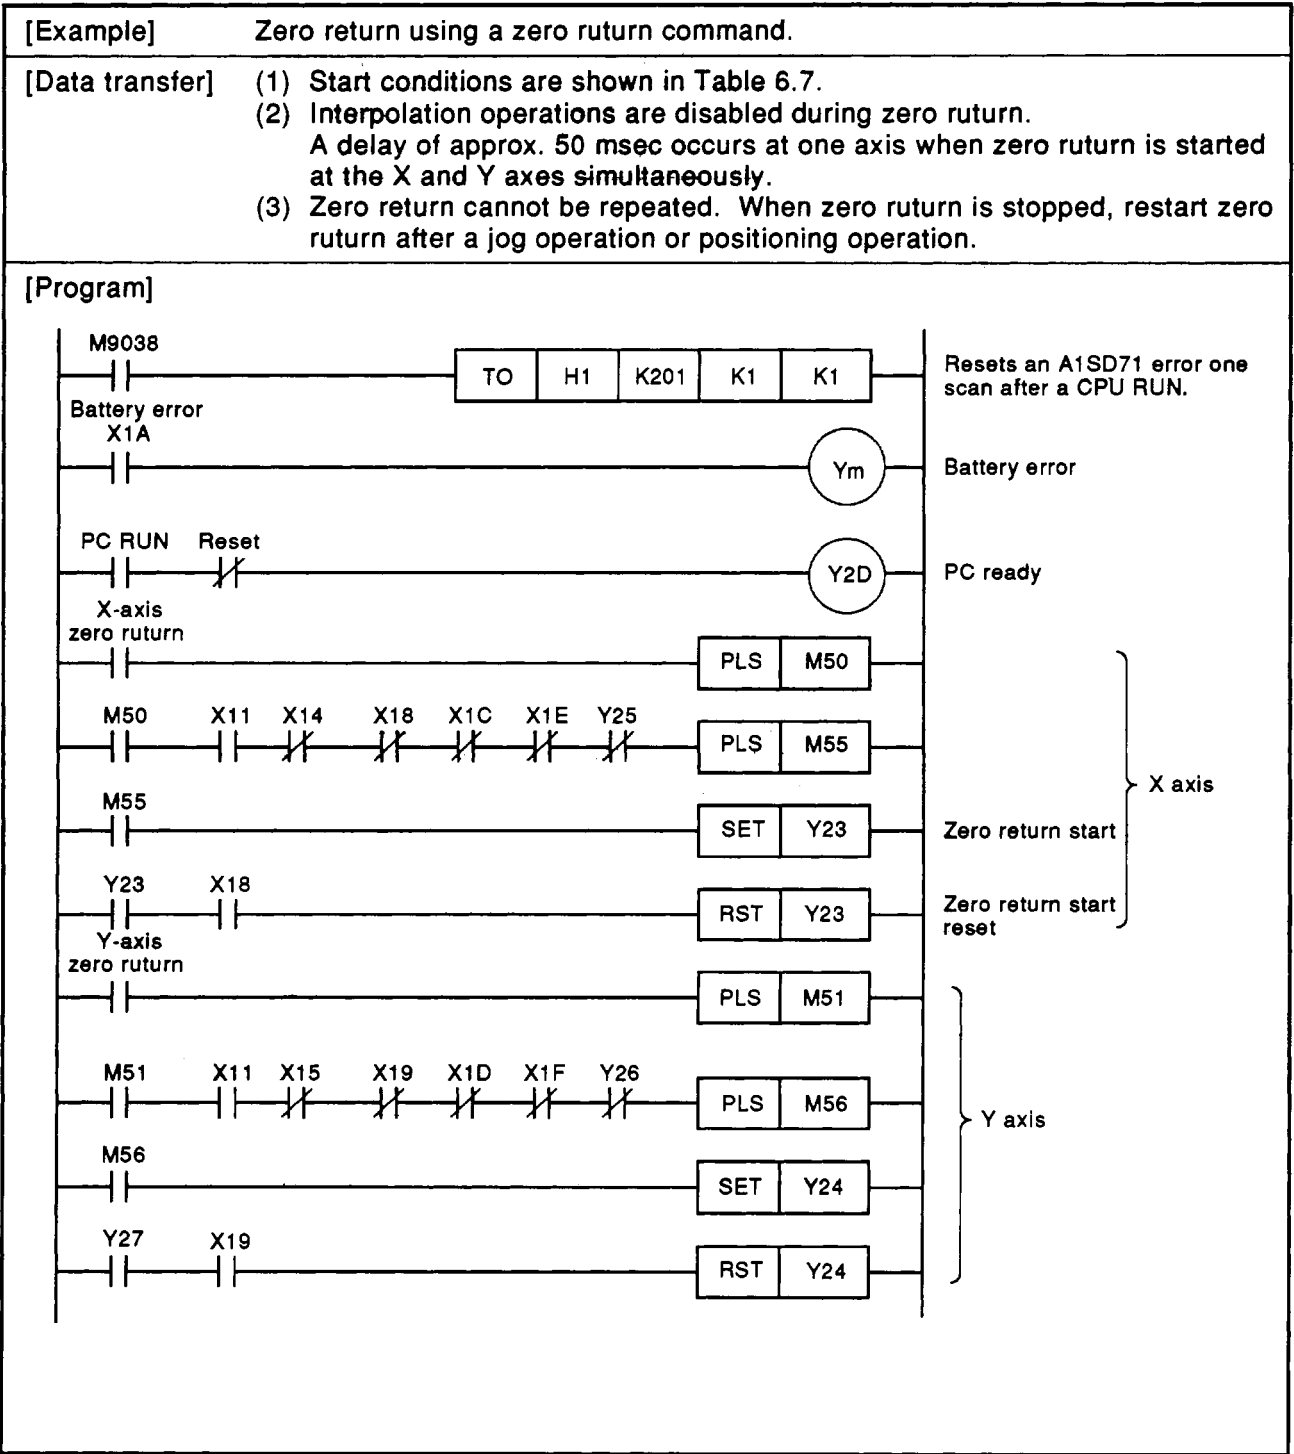 [Example] Zero return using a zero ruturn command.
[Data transfer] (1) Start conditions are shown in Table 6.7.
(2) Interpolation operations are disabled during zero ruturn.
A delay of approx. 50 msec occurs at one axis when zero ruturn is started
at the X and Y axes simultaneously.
(3) Zero return cannot be repeated. When zero ruturn is stopped, restart zero
ruturn after a jog operation or positioning operation.
[Program]
M9038
TO H1 K201 K1 K1
Resets an A1SD71 error one
scan after a CPU RUN.
Battery error
X1A
Ym
Battery error
PC RUN Reset
Y2D
PC ready
X-axis
zero ruturn
PLS M50
M50 X11 X14 X18 X1C X1E Y25
PLS M55
X axis
M55
SET Y23
Zero return start
Y23 X18
RST Y23
Zero return start
reset
Y-axis
zero ruturn
PLS M51
M51 X11 X15 X19 X1D X1F Y26
PLS M56
Y axis
M56
SET Y24
Y27 X19
RST Y24